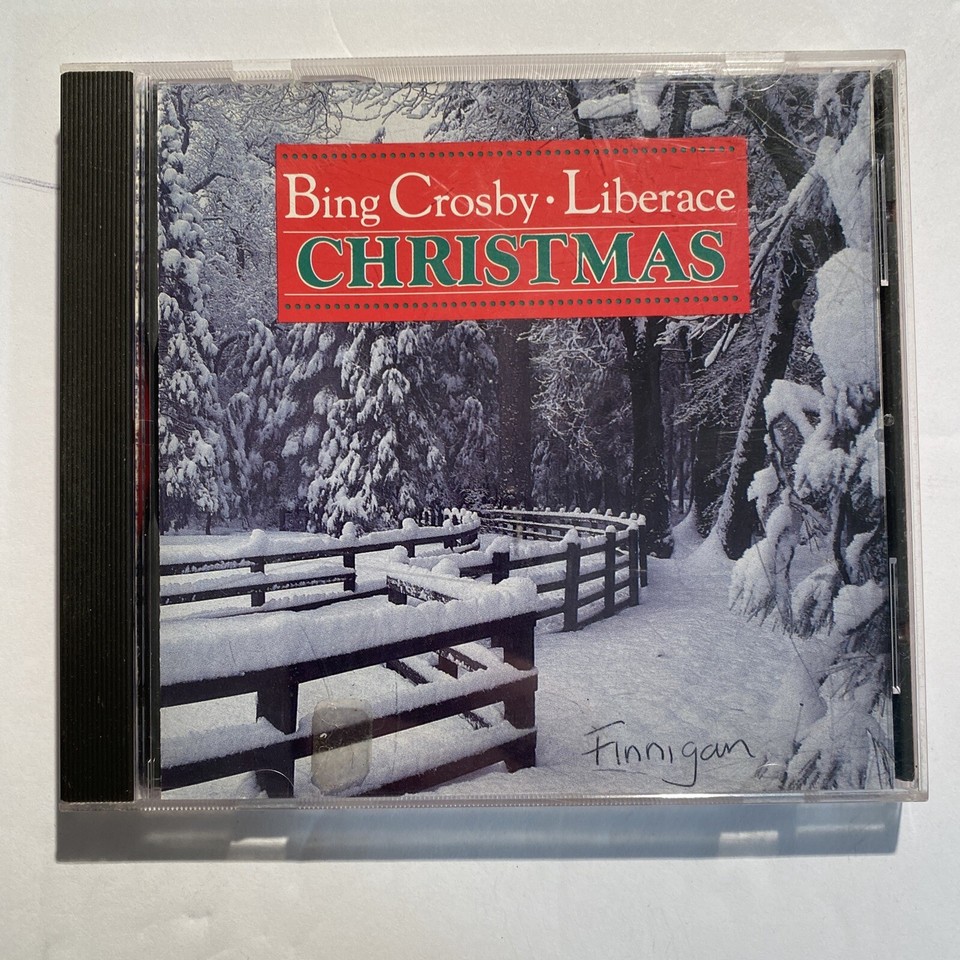 Bing Crosby · Liberace
CHRISTMAS
Finnigan